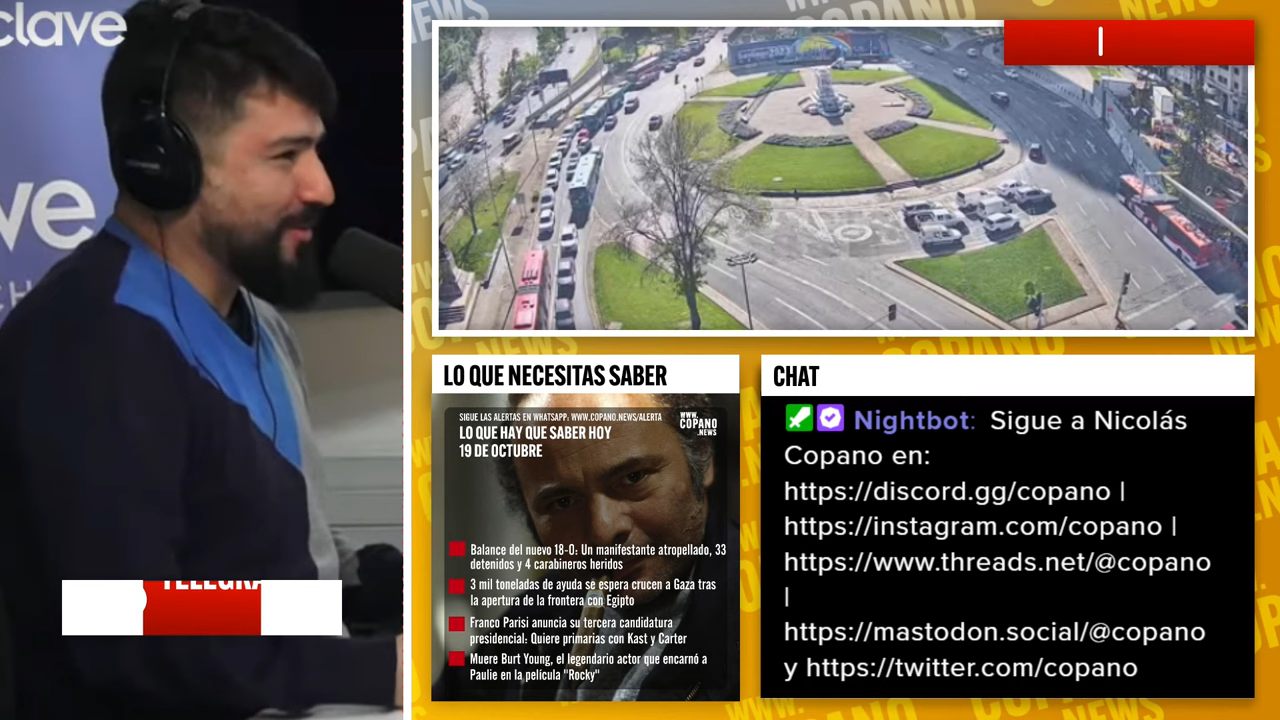 clave
ve
CH
TELEGRA
LO QUE NECESITAS SABER
SIGUE LAS ALERTAS EN WHATSAPP: WWW.COPANO.NEWS/ALERTA
LO QUE HAY QUE SABER HOY
19 DE OCTUBRE
WWW.
COPANO
.NEWS
Balance del nuevo 18-O: Un manifestante atropellado, 33
detenidos y 4 carabineros heridos
3 mil toneladas de ayuda se espera crucen a Gaza tras
la apertura de la frontera con Egipto
Franco Parisi anuncia su tercera candidatura
presidencial: Quiere primarias con Kast y Carter
Muere Burt Young, el legendario actor que encarnó a
Paulie en la película "Rocky"
CHAT
Nightbot: Sigue a Nicolás
Copano en:
https://discord.gg/copano |
https://instagram.com/copano |
https://www.threads.net/@copano
|
https://mastodon.social/@copano
y https://twitter.com/copano